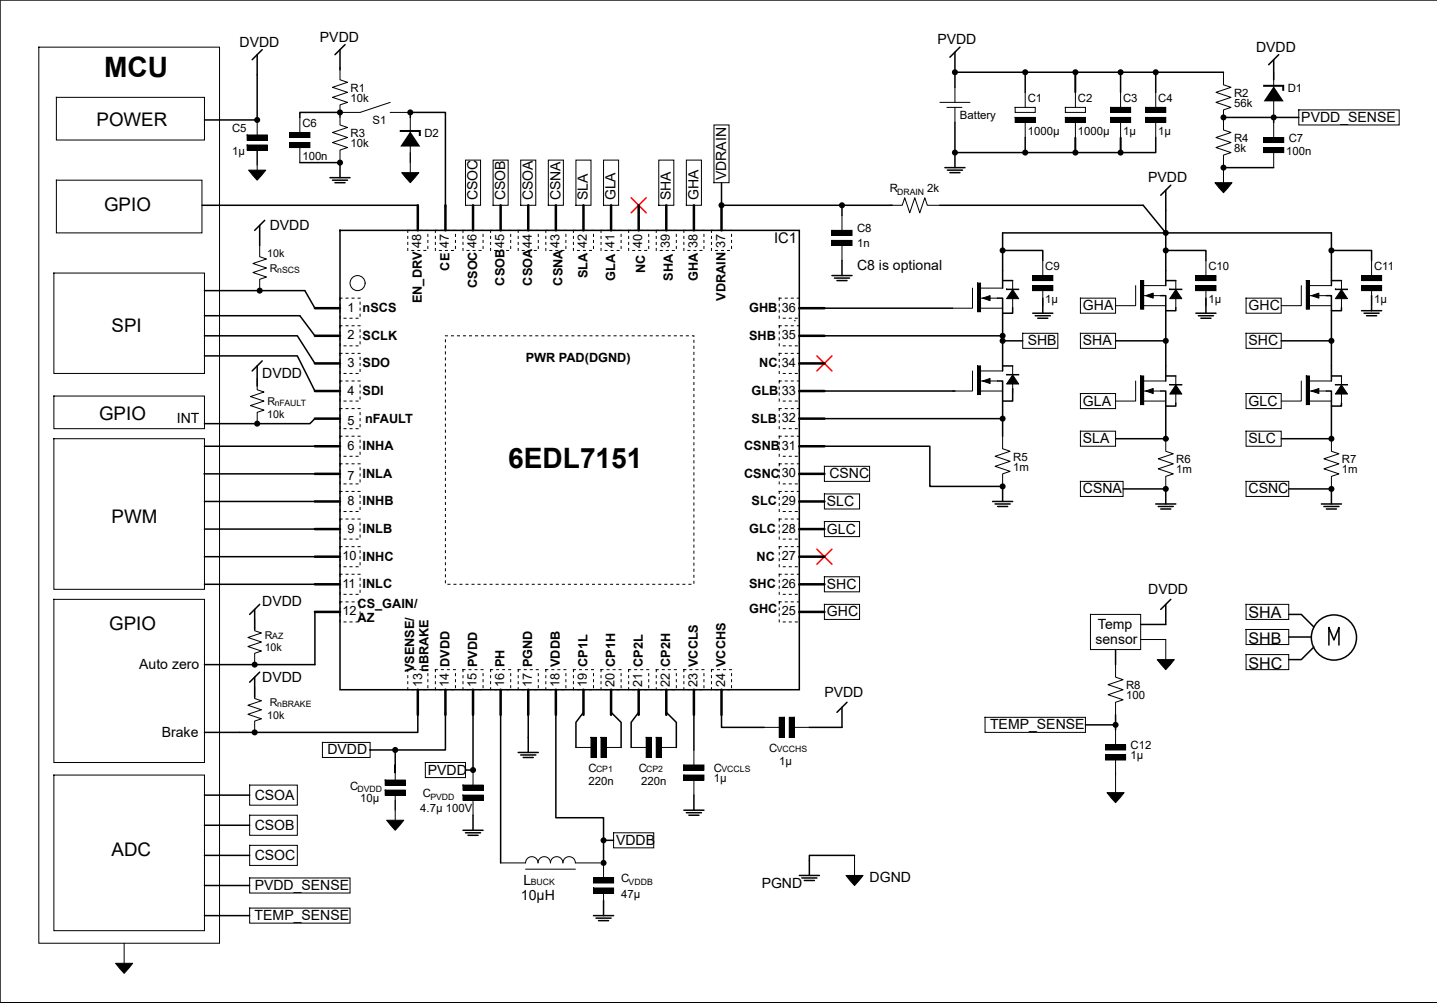 MCU
POWER
GPIO
SPI
GPIO
INT
PWM
GPIO
Auto zero
Brake
ADC
DVDD
C5
1µ
PVDD
R1
10k
C6
100n
R3
10k
S1
D2
DVDD
10k
RnSCS
DVDD
RnFAULT
10k
DVDD
RAZ
10k
DVDD
RnBRAKE
10k
CSOA
CSOB
CSOC
PVDD_SENSE
TEMP_SENSE
CSOC
CSOB
CSOA
CSNA
SLA
GLA
SHA
GHA
VDRAIN
48
47
46
45
44
43
42
41
40
39
38
37
EN_DRV
CE
CSOC
CSOB
CSOA
CSNA
SLA
GLA
NC
SHA
GHA
VDRAIN
IC1
1 nSCS
2 SCLK
3 SDO
4 SDI
5 nFAULT
6 INHA
7 INLA
8 INHB
9 INLB
10 INHC
11 INLC
12 CS_GAIN/
AZ
PWR PAD(DGND)
6EDL7151
GHB 36
SHB 35
NC 34
GLB 33
SLB 32
CSNB 31
CSNC 30
SLC 29
GLC 28
NC 27
SHC 26
GHC 25
CSNC
SLC
GLC
SHC
GHC
VSENSE/
nBRAKE
DVDD
PVDD
PH
PGND
VDDB
CP1L
CP1H
CP2L
CP2H
VCCLS
VCCHS
13
14
15
16
17
18
19
20
21
22
23
24
DVDD
CDVDD
10µ
PVDD
CPVDD
4.7µ 100V
LBUCK
10µH
VDDB
CVDDB
47µ
CCP1
220n
CCP2
220n
CVCCLS
1µ
CVCCHS
1µ
PVDD
PGND
DGND
PVDD
Battery
C1
1000µ
C2
1000µ
C3
1µ
C4
1µ
R2
56k
R4
8k
DVDD
D1
PVDD_SENSE
C7
100n
RDRAIN 2k
C8
1n
C8 is optional
PVDD
C9
1µ
C10
1µ
C11
1µ
SHB
GHA
SHA
GLA
SLA
CSNA
GHC
SHC
GLC
SLC
CSNC
R5
1m
R6
1m
R7
1m
DVDD
Temp
sensor
R8
100
TEMP_SENSE
C12
1µ
SHA
SHB
SHC
M